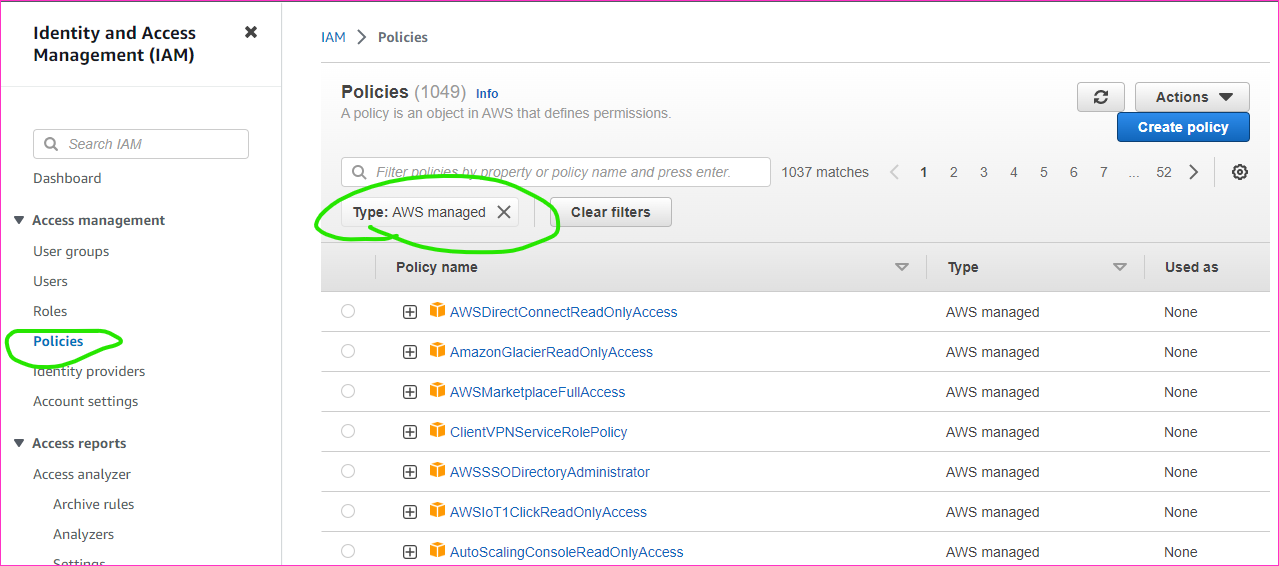 Identity and Access
Management (IAM)
Search IAM
Dashboard
Access management
User groups
Users
Roles
Policies
Identity providers
Account settings
Access reports
Access analyzer
Archive rules
Analyzers
Settings
IAM > Policies
Policies (1049) Info
A policy is an object in AWS that defines permissions.
Actions
Create policy
Filter policies by property or policy name and press enter.
1037 matches
1 2 3 4 5 6 7 ... 52
Type: AWS managed
Clear filters
Policy name Type Used as
AWSDirectConnectReadOnlyAccess AWS managed None
AmazonGlacierReadOnlyAccess AWS managed None
AWSMarketplaceFullAccess AWS managed None
ClientVPNServiceRolePolicy AWS managed None
AWSSSODirectoryAdministrator AWS managed None
AWSIoT1ClickReadOnlyAccess AWS managed None
AutoScalingConsoleReadOnlyAccess AWS managed None